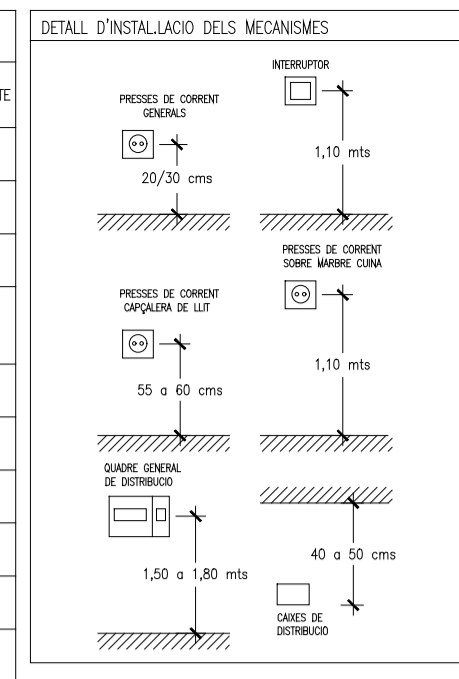 DETALL D'INSTAL.LACIO DELS MECANISMES
TE
PRESSES DE CORRENT
GENERALS
20/30 cms
INTERRUPTOR
1,10 mts
PRESSES DE CORRENT
CAPÇALERA DE LLIT
55 a 60 cms
PRESSES DE CORRENT
SOBRE MARBRE CUINA
1,10 mts
QUADRE GENERAL
DE DISTRIBUCIO
1,50 a 1,80 mts
40 a 50 cms
CAIXES DE
DISTRIBUCIO